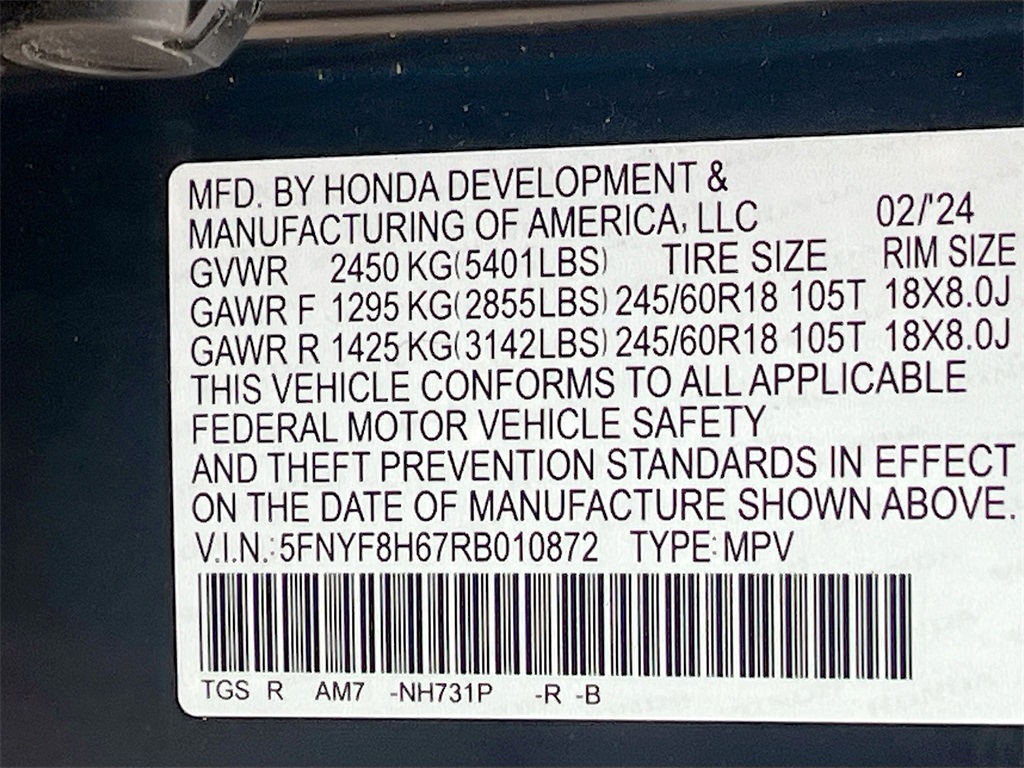 MFD. BY HONDA DEVELOPMENT &
MANUFACTURING OF AMERICA, LLC 02/'24
GVWR 2450 KG(5401LBS) TIRE SIZE RIM SIZE
GAWR F 1295 KG(2855LBS) 245/60R18 105T 18X8.0J
GAWR R 1425 KG(3142LBS) 245/60R18 105T 18X8.0J
THIS VEHICLE CONFORMS TO ALL APPLICABLE
FEDERAL MOTOR VEHICLE SAFETY
AND THEFT PREVENTION STANDARDS IN EFFECT
ON THE DATE OF MANUFACTURE SHOWN ABOVE.
V.I.N.: 5FNYF8H67RB010872 TYPE: MPV
TGS R AM7 -NH731P -R -B